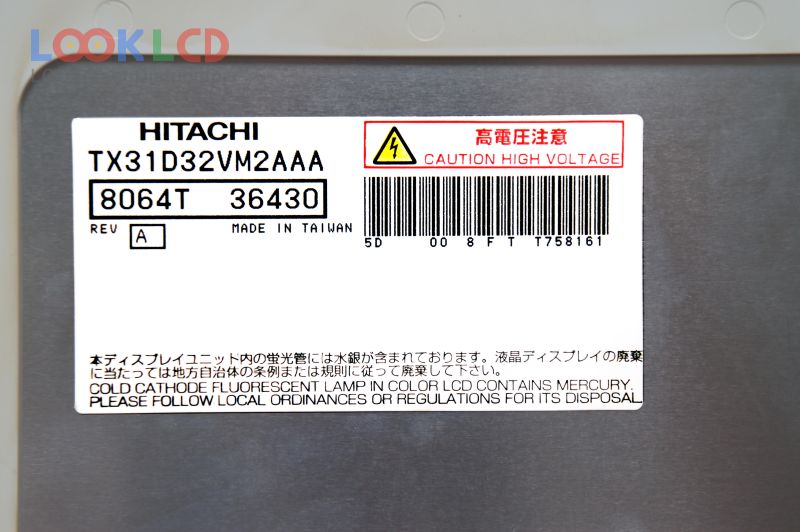 LOOKLCD
HITACHI
TX31D32VM2AAA
8064T 36430
REV A MADE IN TAIWAN
高電圧注意
CAUTION HIGH VOLTAGE
5D 00 8 F T T758161
本ディスプレイユニット内の蛍光管には水銀が含まれております。液晶ディスプレイの廃棄
に当たっては地方自治体の条例または規則に従って廃棄して下さい。
COLD CATHODE FLUORESCENT LAMP IN COLOR LCD CONTAINS MERCURY.
PLEASE FOLLOW LOCAL ORDINANCES OR REGULATIONS FOR ITS DISPOSAL.